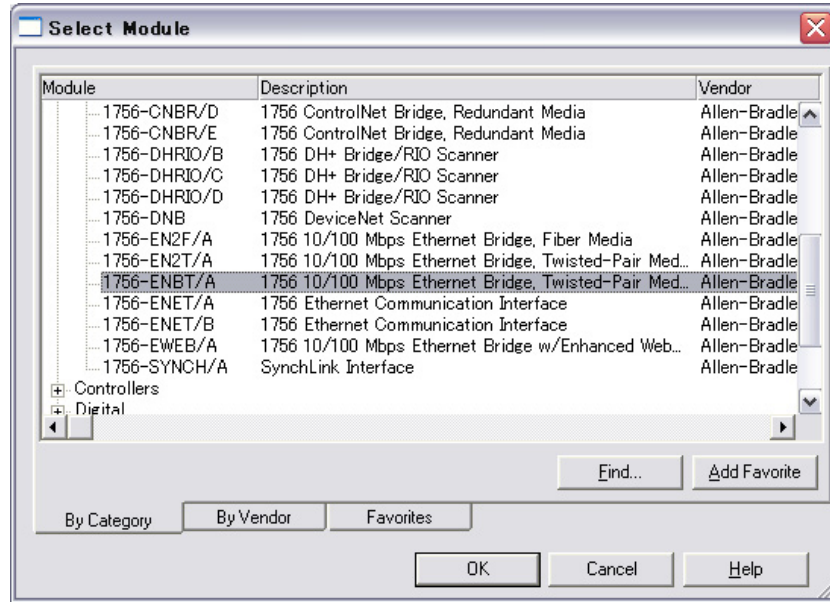 Select Module
Module Description Vendor
1756-CNBR/D 1756 ControlNet Bridge, Redundant Media Allen-Bradle
1756-CNBR/E 1756 ControlNet Bridge, Redundant Media Allen-Bradle
1756-DHRIO/B 1756 DH+ Bridge/RIO Scanner Allen-Bradle
1756-DHRIO/C 1756 DH+ Bridge/RIO Scanner Allen-Bradle
1756-DHRIO/D 1756 DH+ Bridge/RIO Scanner Allen-Bradle
1756-DNB 1756 DeviceNet Scanner Allen-Bradle
1756-EN2F/A 1756 10/100 Mbps Ethernet Bridge, Fiber Media Allen-Bradle
1756-EN2T/A 1756 10/100 Mbps Ethernet Bridge, Twisted-Pair Med... Allen-Bradle
1756-ENBT/A 1756 10/100 Mbps Ethernet Bridge, Twisted-Pair Med... Allen-Bradle
1756-ENET/A 1756 Ethernet Communication Interface Allen-Bradle
1756-ENET/B 1756 Ethernet Communication Interface Allen-Bradle
1756-EWEB/A 1756 10/100 Mbps Ethernet Bridge w/Enhanced Web... Allen-Bradle
1756-SYNCH/A SynchLink Interface Allen-Bradle
Controllers
Digital
Find... Add Favorite
By Category By Vendor Favorites
OK Cancel Help